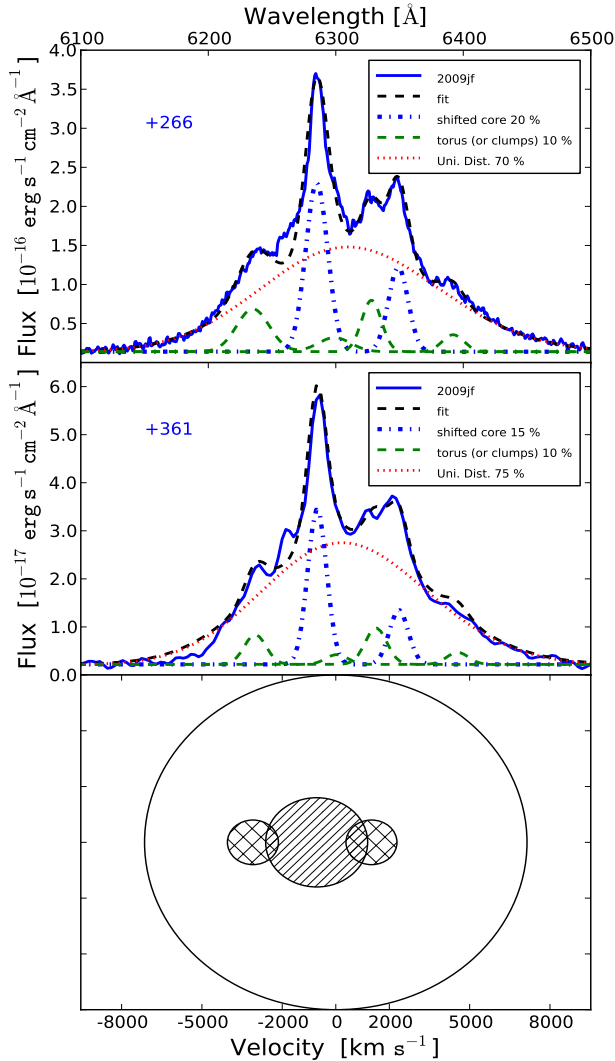 Wavelength [Å]
6100 6200 6300 6400 6500
4.0
3.5
3.0
2.5
2.0
1.5
1.0
0.5
Flux [10⁻¹⁶ erg s⁻¹ cm⁻² Å⁻¹]
+266
2009jf
fit
shifted core 20 %
torus (or clumps) 10 %
Uni. Dist. 70 %
6.0
5.0
4.0
3.0
2.0
1.0
0.0
Flux [10⁻¹⁷ erg s⁻¹ cm⁻² Å⁻¹]
+361
2009jf
fit
shifted core 15 %
torus (or clumps) 10 %
Uni. Dist. 75 %
-8000 -5000 -2000 0 2000 5000 8000
Velocity [km s⁻¹]